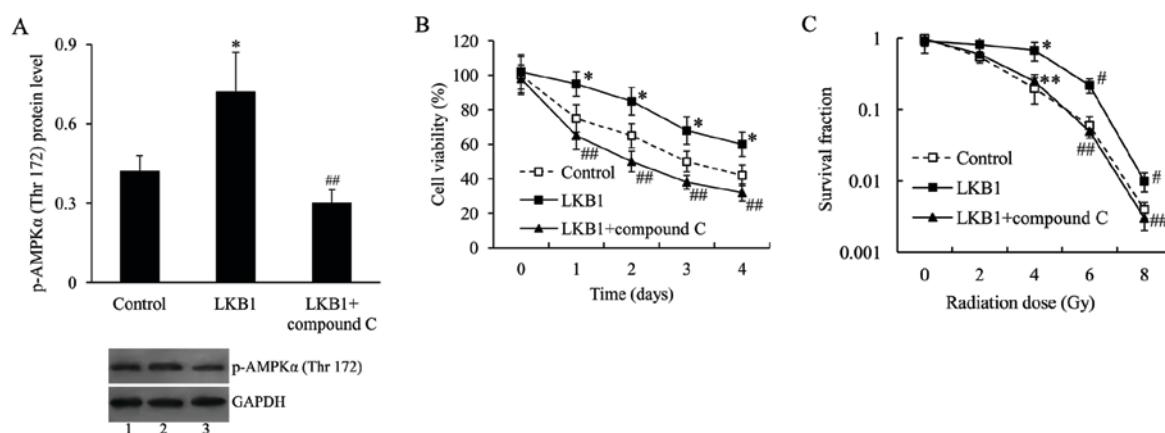 A
p-AMPKα (Thr 172) protein level
0.9
0.6
0.3
0
*
##
Control
LKB1
LKB1+
compound C
p-AMPKα (Thr 172)
GAPDH
1 2 3
B
Cell viability (%)
120
100
80
60
40
20
0
*
*
*
*
##
##
##
##
Control
LKB1
LKB1+compound C
0 1 2 3 4
Time (days)
C
Survival fraction
1
0.1
0.01
0.001
*
**
#
##
#
##
Control
LKB1
LKB1+compound C
0 2 4 6 8
Radiation dose (Gy)